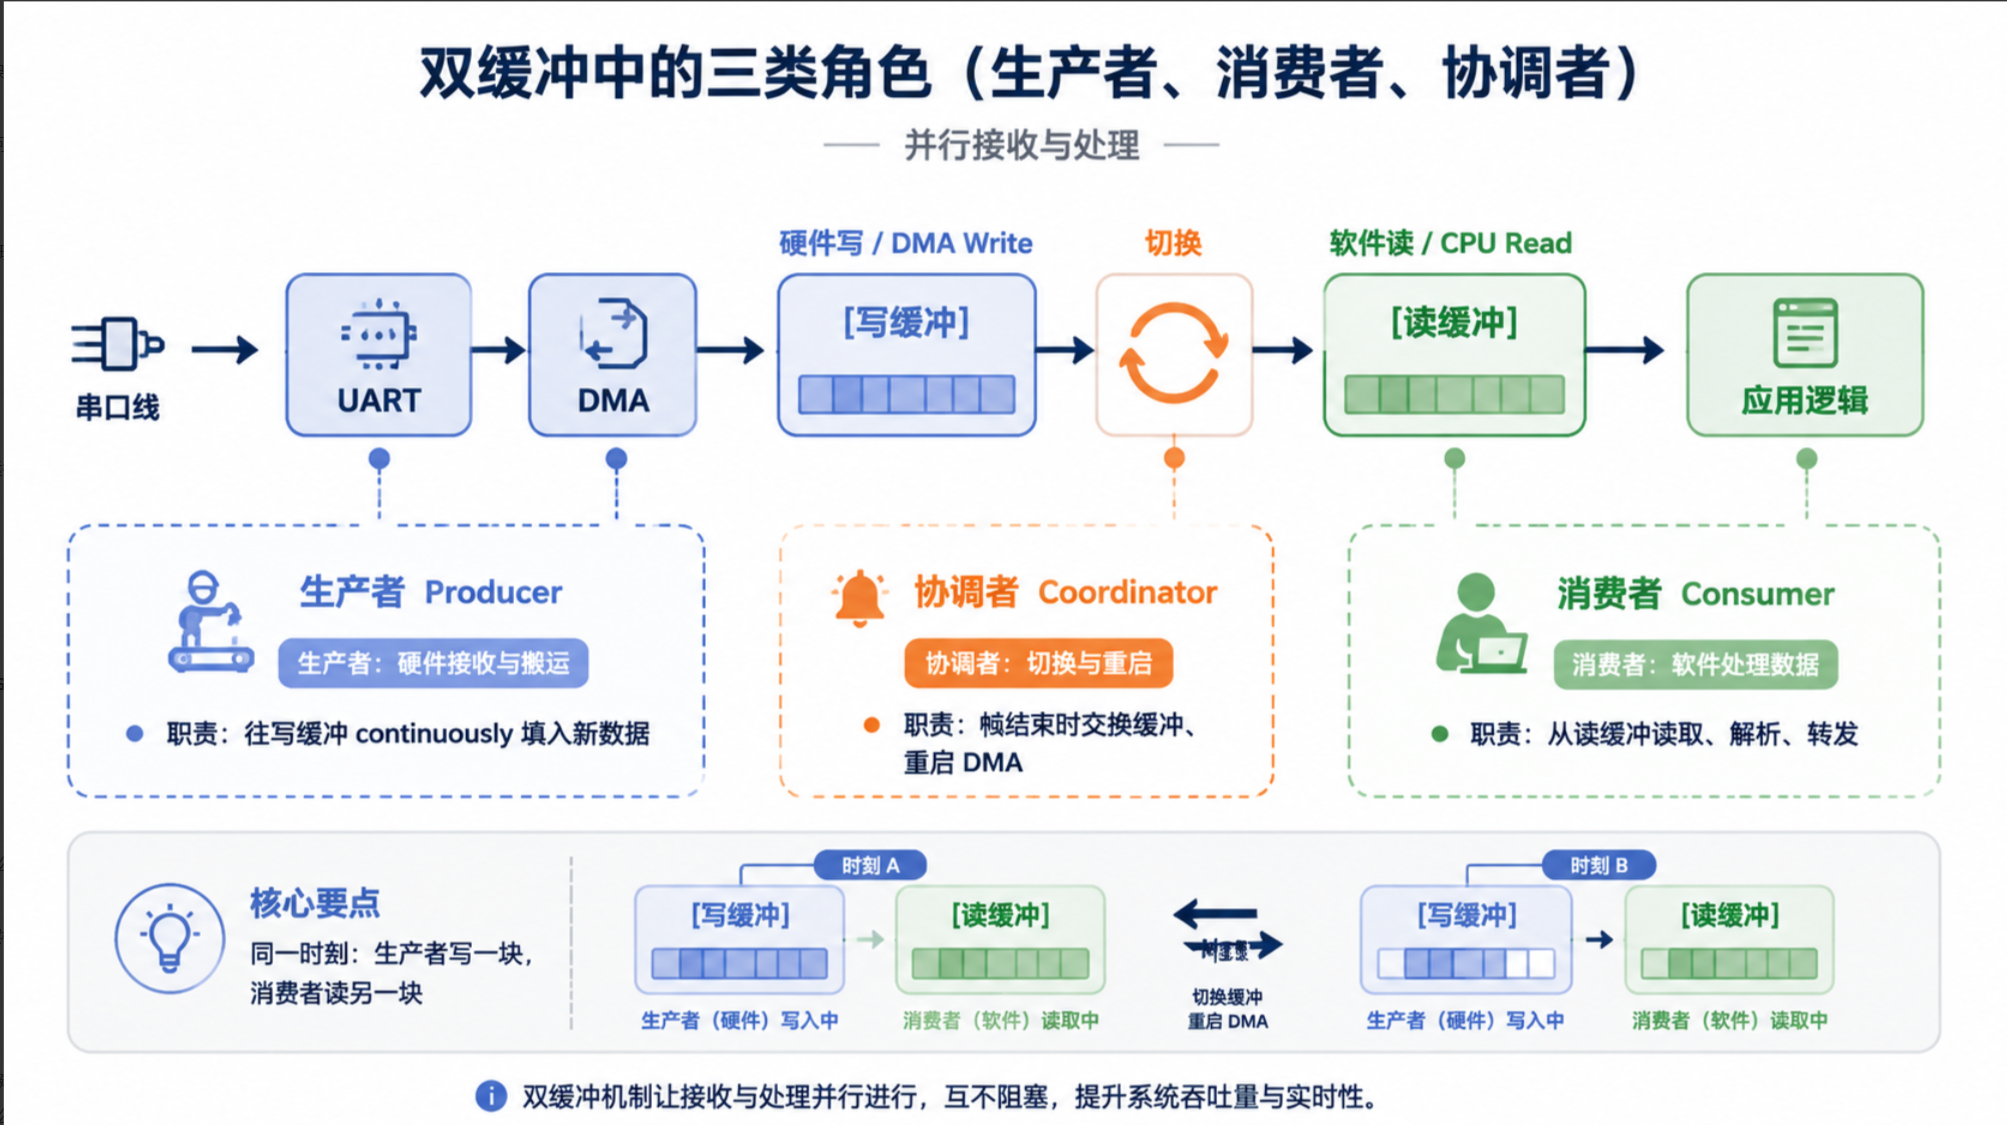 双缓冲中的三类角色（生产者、消费者、协调者）
并行接收与处理
硬件写 / DMA Write
切换
软件读 / CPU Read
串口线
UART
DMA
[写缓冲]
[读缓冲]
应用逻辑
生产者 Producer
生产者：硬件接收与搬运
职责：往写缓冲 continuously 填入新数据
协调者 Coordinator
协调者：切换与重启
职责：帧结束时交换缓冲、
重启 DMA
消费者 Consumer
消费者：软件处理数据
职责：从读缓冲读取、解析、转发
核心要点
同一时刻：生产者写一块，
消费者读另一块
时刻 A
[写缓冲]
[读缓冲]
生产者（硬件）写入中
消费者（软件）读取中
切换缓冲
重启 DMA
时刻 B
[写缓冲]
[读缓冲]
生产者（硬件）写入中
消费者（软件）读取中
双缓冲机制让接收与处理并行进行，互不阻塞，提升系统吞吐量与实时性。